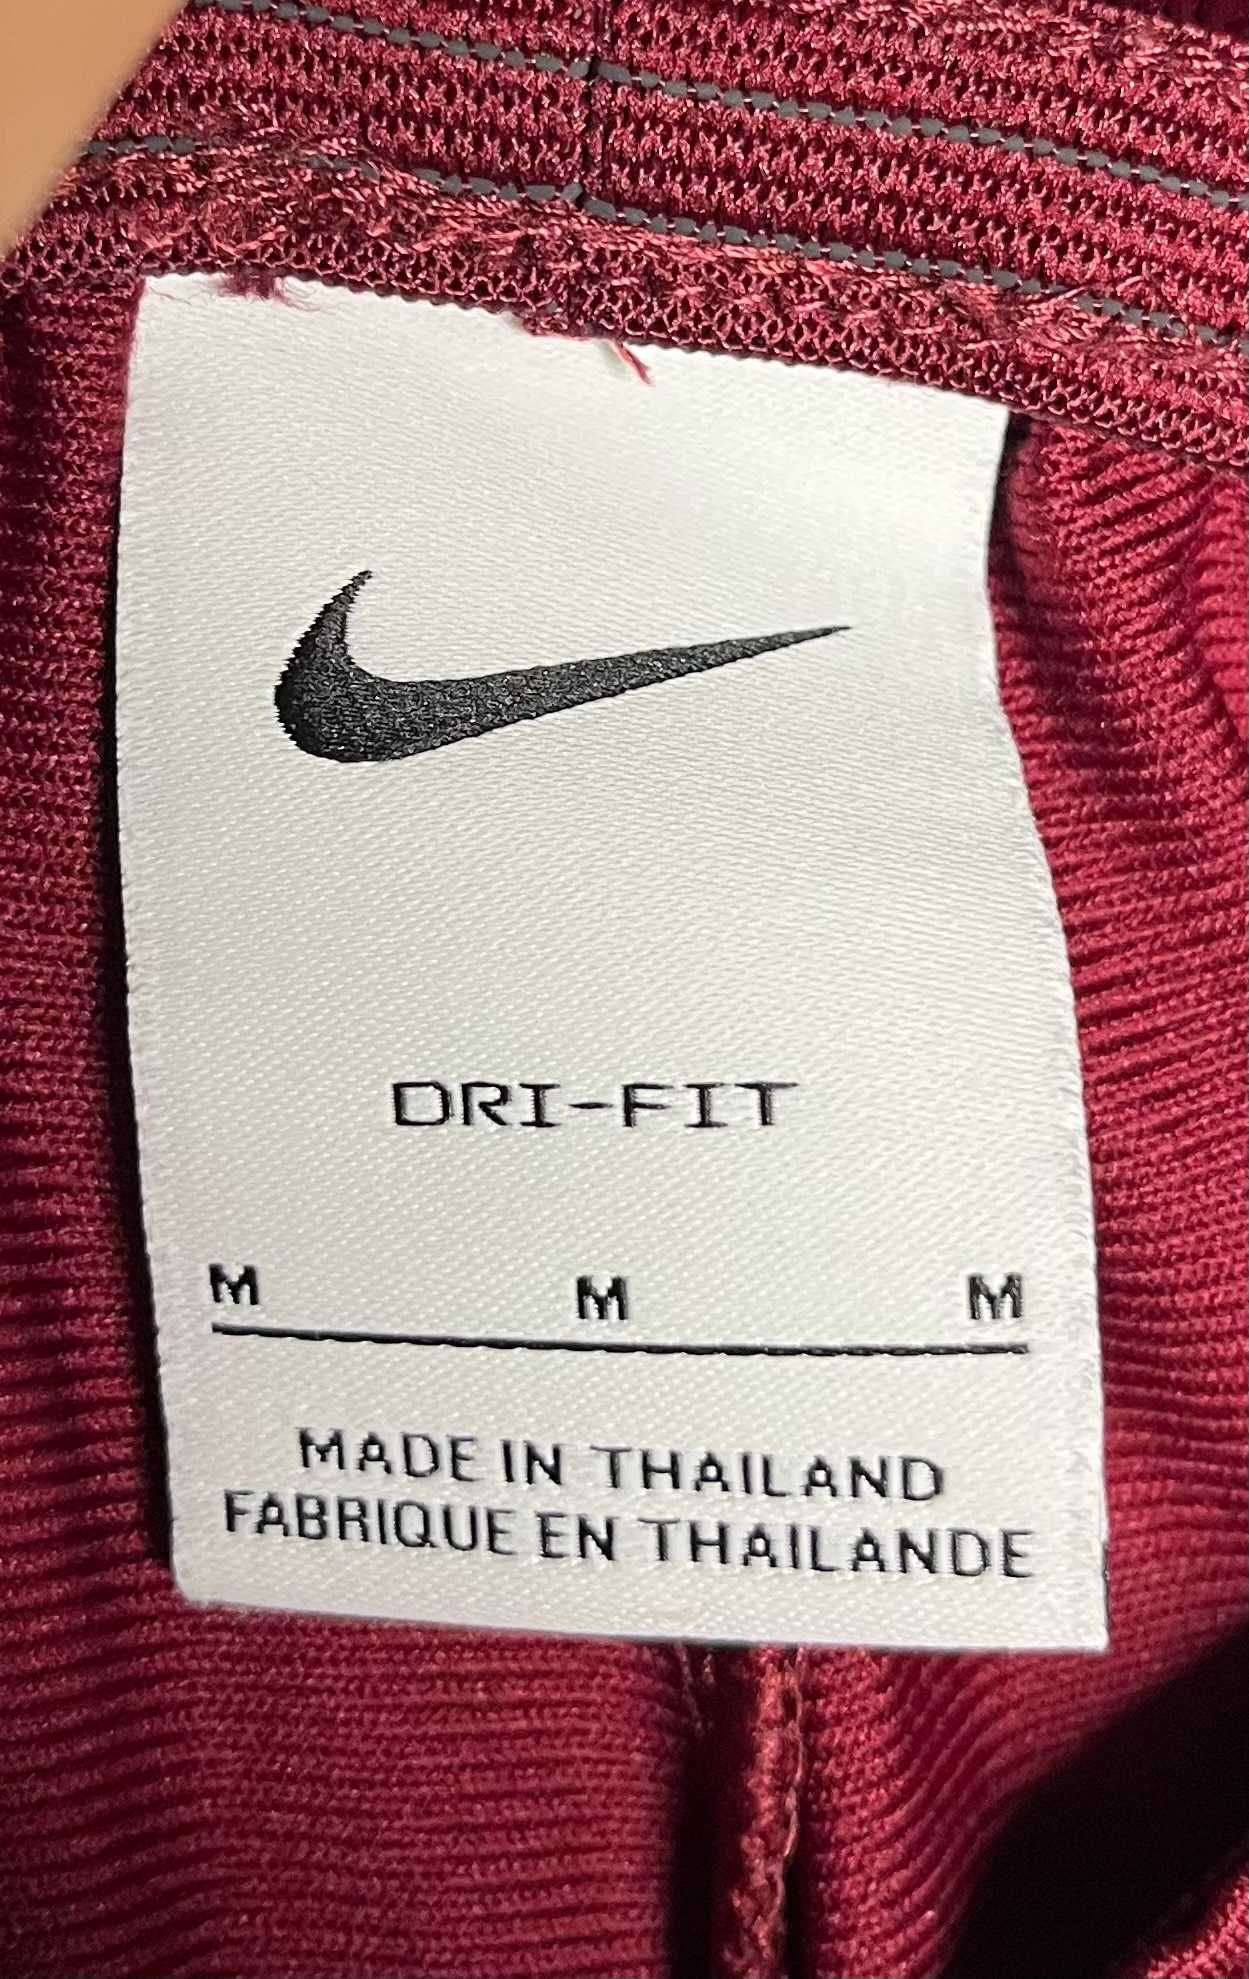 DRI-FIT
M M M
MADE IN THAILAND
FABRIQUE EN THAILANDE